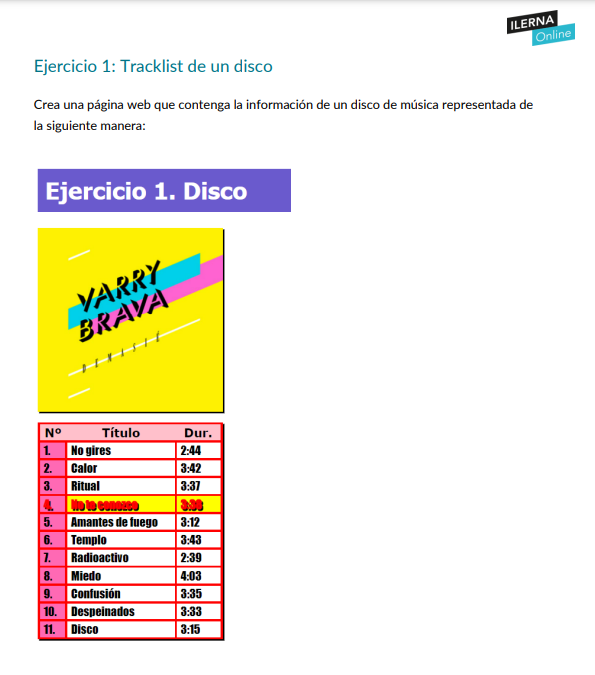 ILERNA
Online
Ejercicio 1: Tracklist de un disco
Crea una página web que contenga la información de un disco de música representada de
la siguiente manera:
Ejercicio 1. Disco
VARRY
BRAVA
DEMASIÉ
Nº Título Dur.
1. No gires 2:44
2. Calor 3:42
3. Ritual 3:37
4. No te conozco 3:38
5. Amantes de fuego 3:12
6. Templo 3:43
7. Radioactivo 2:39
8. Miedo 4:03
9. Confusión 3:35
10. Despeinados 3:33
11. Disco 3:15